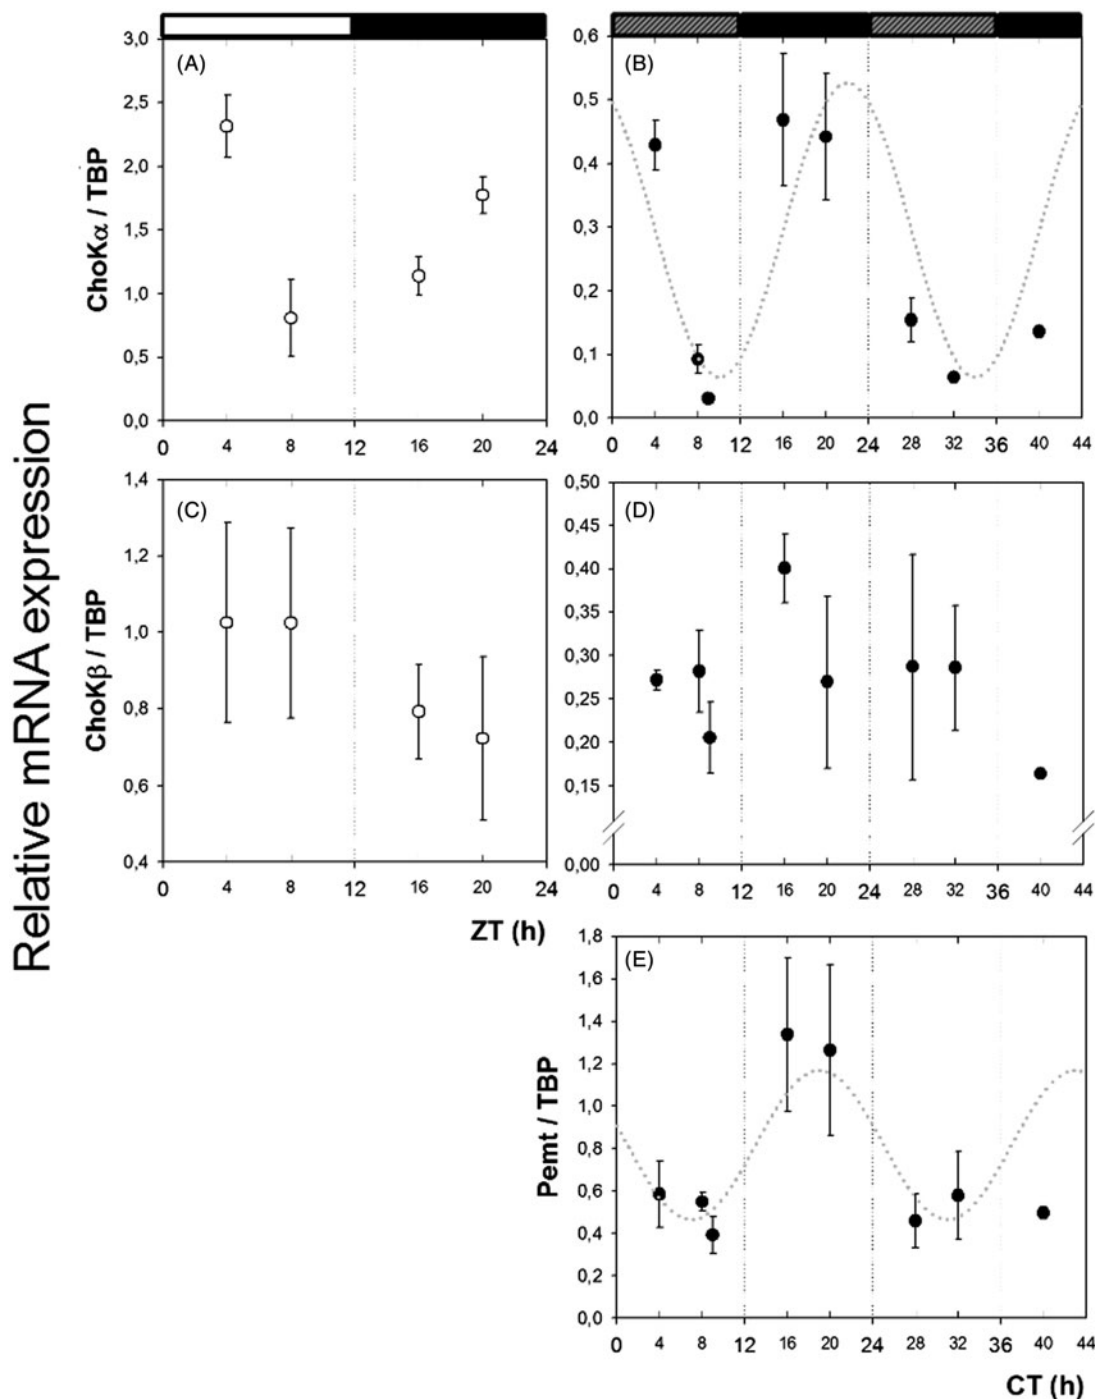 Relative mRNA expression
(A)
ChoKα / TBP
3,0
2,5
2,0
1,5
1,0
0,5
0,0
0 4 8 12 16 20 24
(B)
0,6
0,5
0,4
0,3
0,2
0,1
0,0
0 4 8 12 16 20 24 28 32 36 40 44
(C)
ChoKβ / TBP
1,4
1,2
1,0
0,8
0,6
0,4
0 4 8 12 16 20 24
ZT (h)
(D)
0,50
0,45
0,40
0,35
0,30
0,25
0,20
0,15
0,00
0 4 8 12 16 20 24 28 32 36 40 44
(E)
Pemt / TBP
1,8
1,6
1,4
1,2
1,0
0,8
0,6
0,4
0,2
0,0
0 4 8 12 16 20 24 28 32 36 40 44
CT (h)